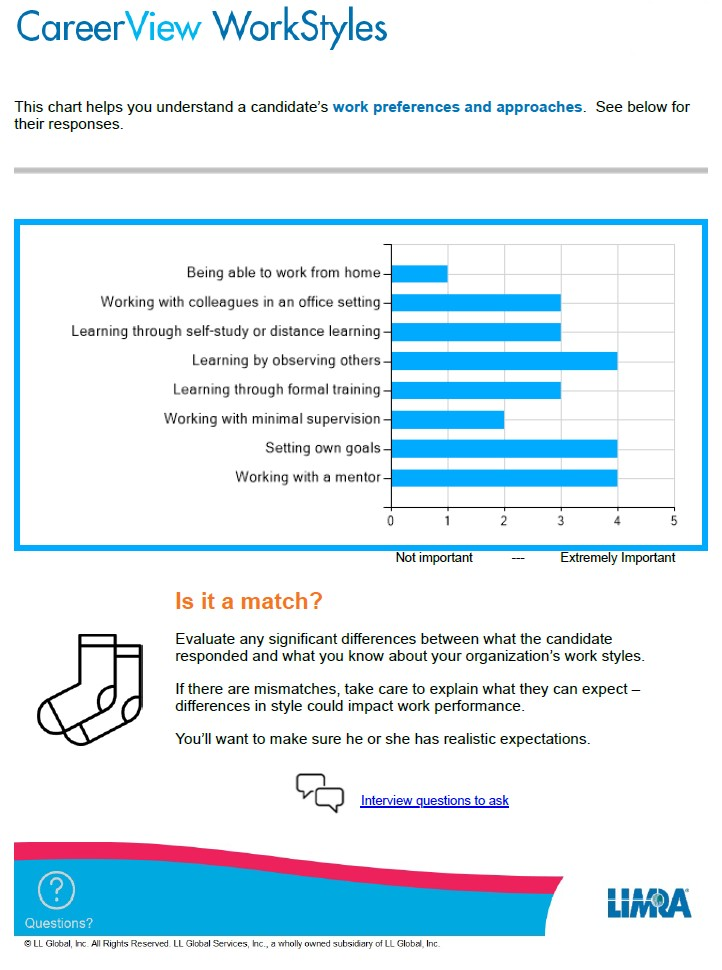 CareerView WorkStyles
This chart helps you understand a candidate's work preferences and approaches. See below for
their responses.
Being able to work from home
Working with colleagues in an office setting
Learning through self-study or distance learning
Learning by observing others
Learning through formal training
Working with minimal supervision
Setting own goals
Working with a mentor
0 1 2 3 4 5
Not important --- Extremely Important
Is it a match?
Evaluate any significant differences between what the candidate
responded and what you know about your organization's work styles.
If there are mismatches, take care to explain what they can expect –
differences in style could impact work performance.
You'll want to make sure he or she has realistic expectations.
Interview questions to ask
?
Questions?
LIMRA®
© LL Global, Inc. All Rights Reserved. LL Global Services, Inc., a wholly owned subsidiary of LL Global, Inc.